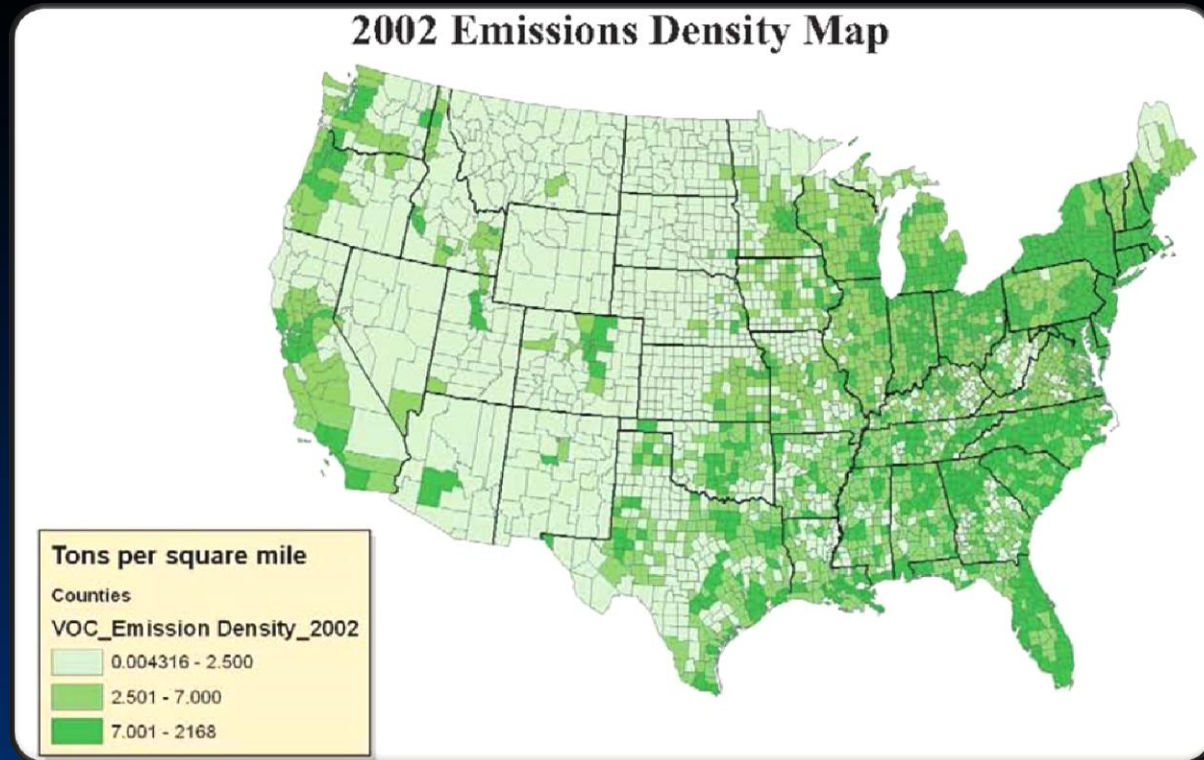 2002 Emissions Density Map
Tons per square mile
Counties
VOC_Emission Density_2002
0.004316 - 2.500
2.501 - 7.000
7.001 - 2168